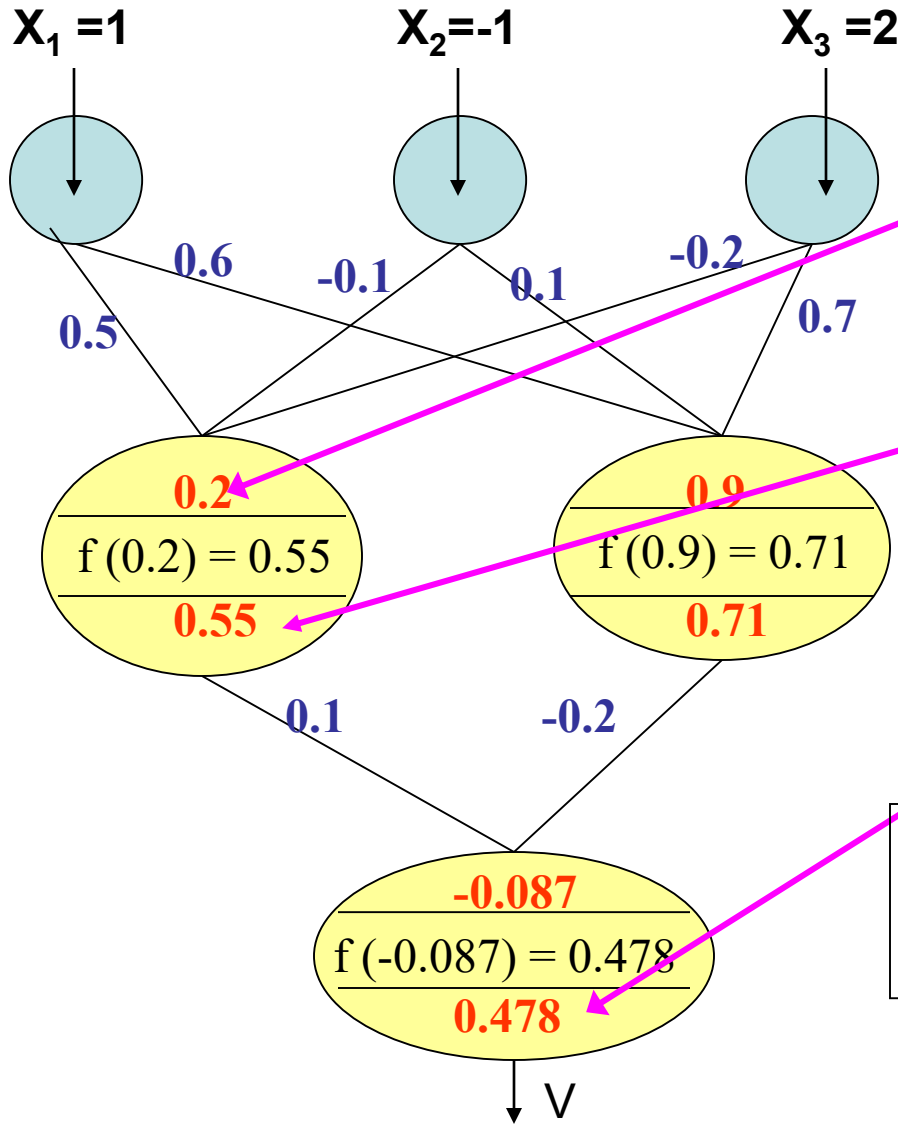 X₁ =1 X₂=-1 X₃ =2
0.6 -0.1 0.1 -0.2
0.5 0.7
0.2 0.9
f (0.2) = 0.55 f (0.9) = 0.71
0.55 0.71
0.1 -0.2
-0.087
f (-0.087) = 0.478
0.478
V